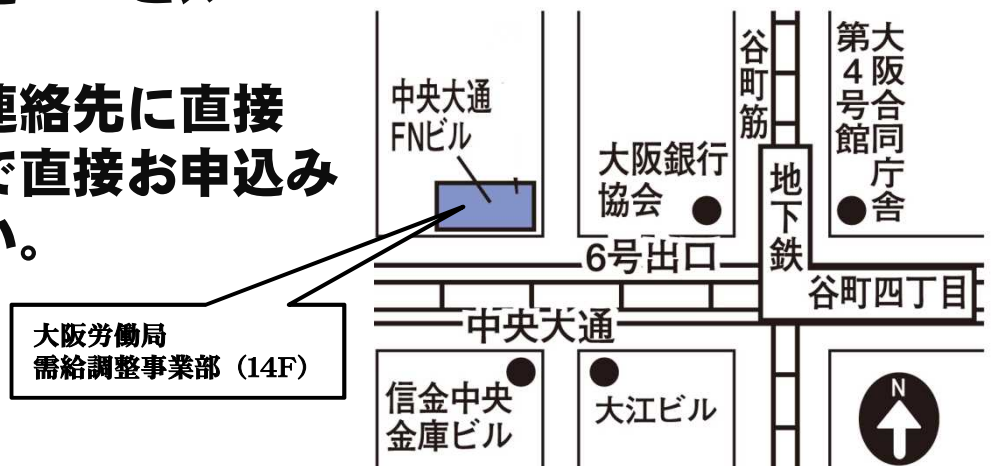 連絡先に直接
で直接お申込み
い。
大阪労働局
需給調整事業部（14F）
中央大通
FNビル
谷町筋
大阪合同庁舎
第4号館
大阪銀行
協会
地下鉄
6号出口
谷町四丁目
中央大通
信金中央
金庫ビル
大江ビル
N